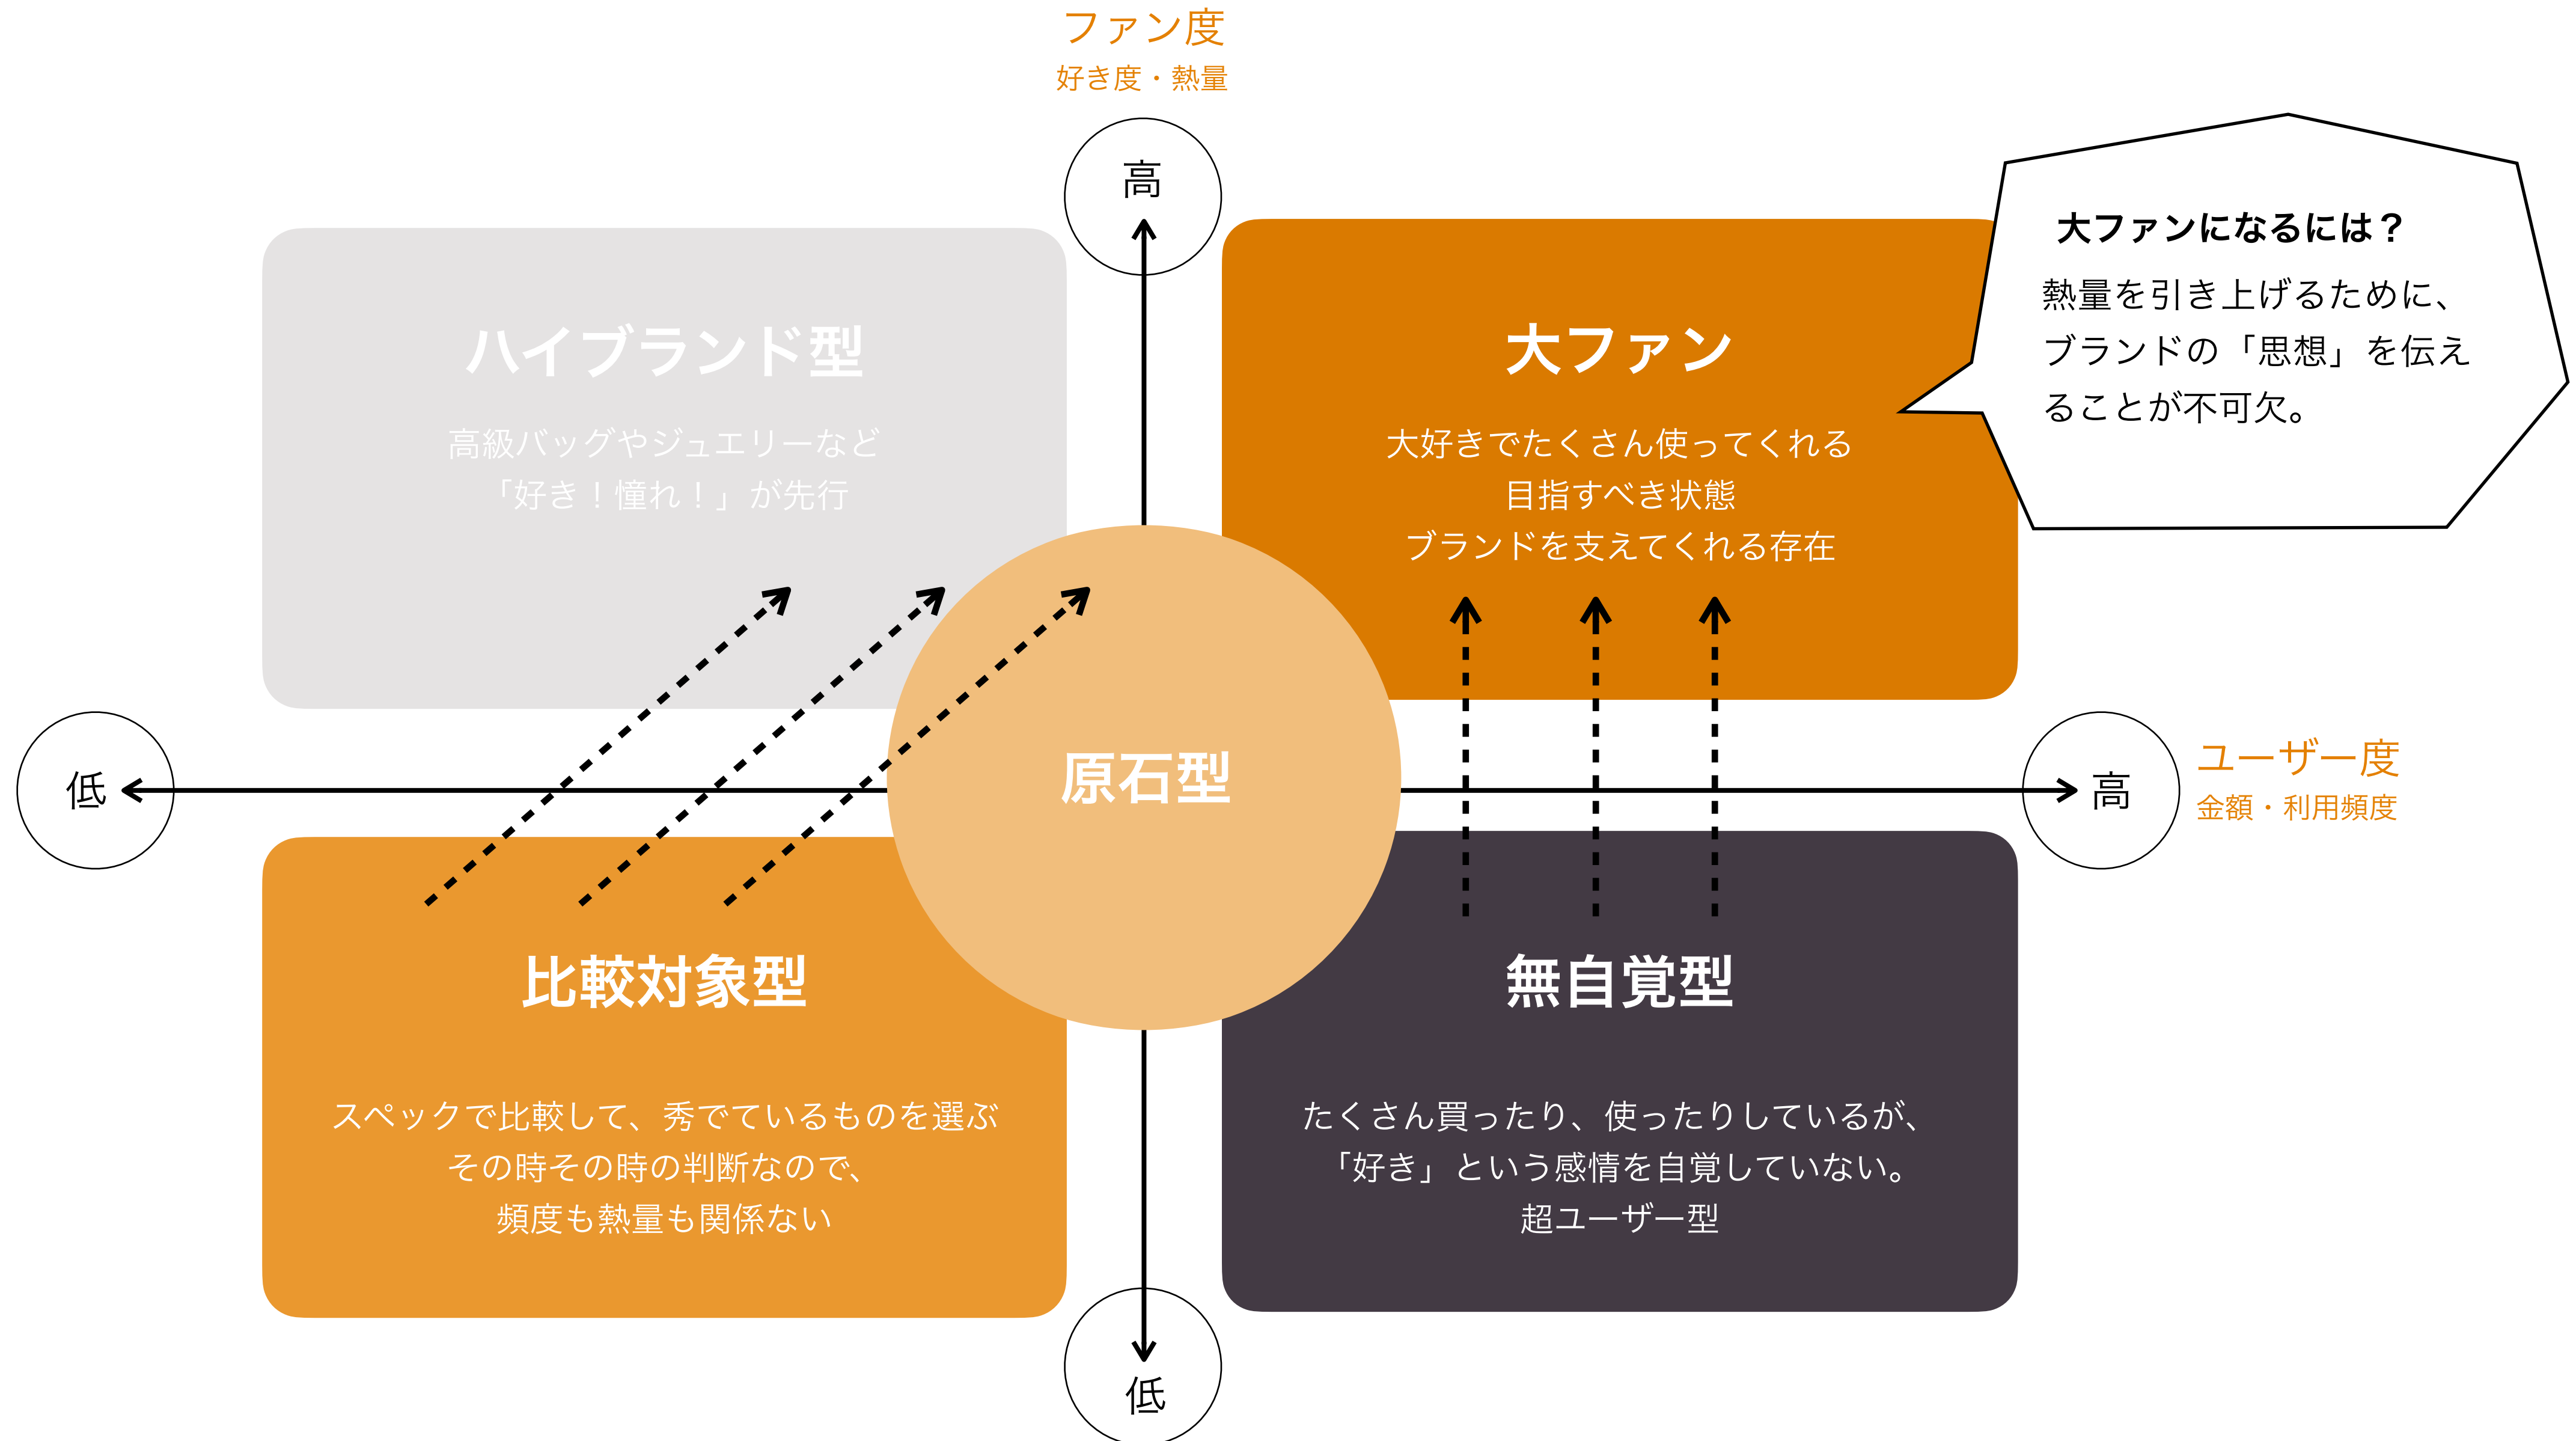 ファン度
好き度・熱量
高
大ファンになるには？
熱量を引き上げるために、
ブランドの「思想」を伝え
ることが不可欠。
ハイブランド型
高級バッグやジュエリーなど
「好き！憧れ！」が先行
大ファン
大好きでたくさん使ってくれる
目指すべき状態
ブランドを支えてくれる存在
低
原石型
高
ユーザー度
金額・利用頻度
比較対象型
スペックで比較して、秀でているものを選ぶ
その時その時の判断なので、
頻度も熱量も関係ない
無自覚型
たくさん買ったり、使ったりしているが、
「好き」という感情を自覚していない。
超ユーザー型
低